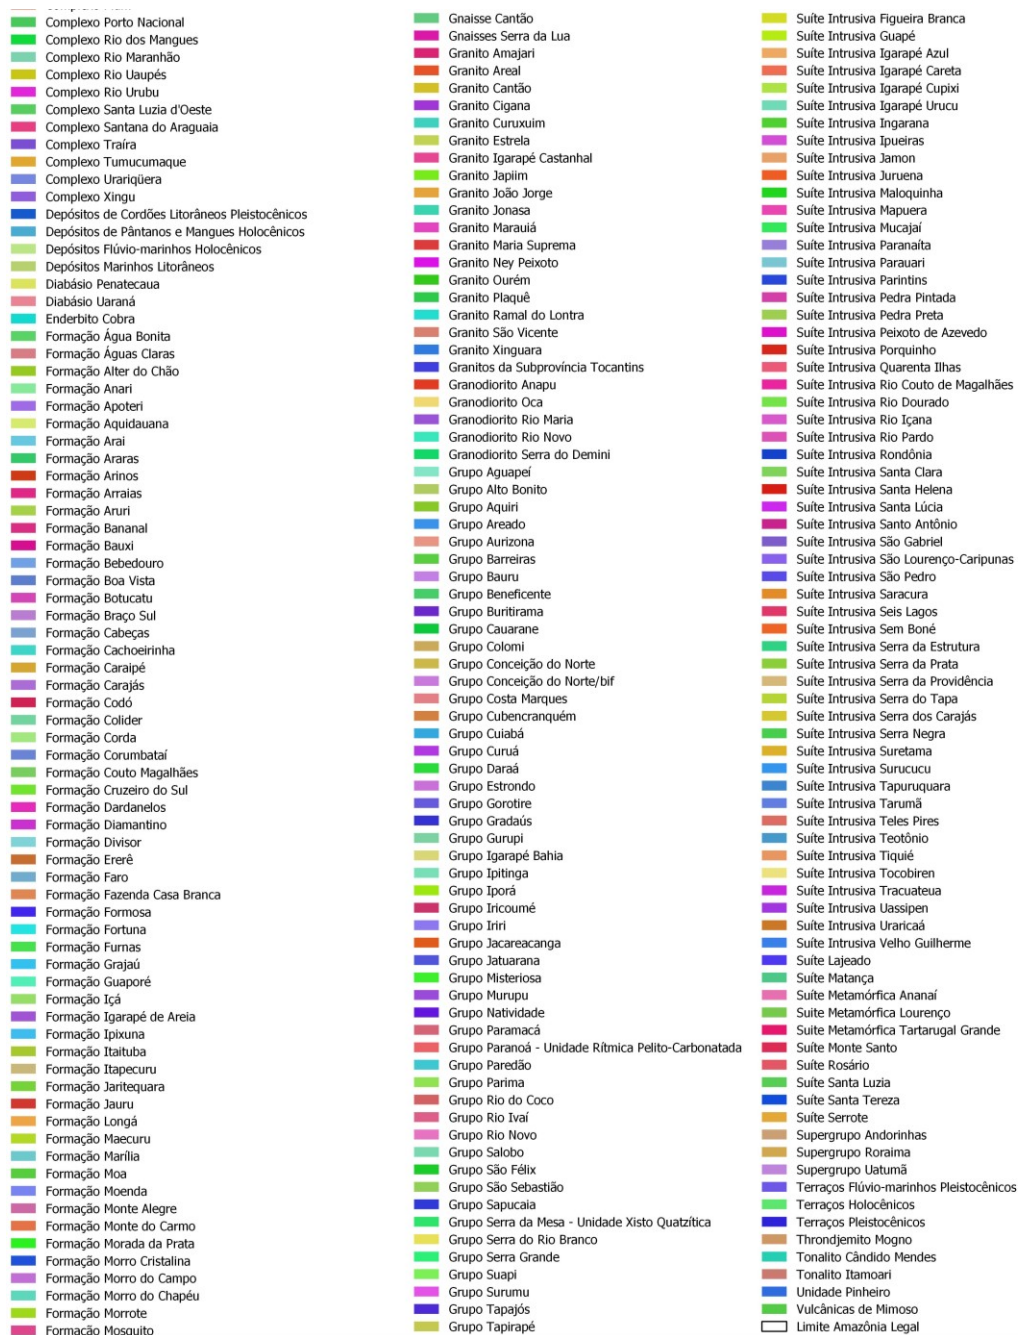 Complexo Porto Nacional
Complexo Rio dos Mangues
Complexo Rio Maranhão
Complexo Rio Uaupés
Complexo Rio Urubu
Complexo Santa Luzia d'Oeste
Complexo Santana do Araguaia
Complexo Traíra
Complexo Tumucumaque
Complexo Urariqüera
Complexo Xingu
Depósitos de Cordões Litorâneos Pleistocênicos
Depósitos de Pântanos e Mangues Holocênicos
Depósitos Flúvio-marinhos Holocênicos
Depósitos Marinhos Litorâneos
Diabásio Penatecaua
Diabásio Uaraná
Enderbito Cobra
Formação Água Bonita
Formação Águas Claras
Formação Alter do Chão
Formação Anari
Formação Apoteri
Formação Aquidauana
Formação Arai
Formação Araras
Formação Arinos
Formação Arraias
Formação Aruri
Formação Bananal
Formação Bauxi
Formação Bebedouro
Formação Boa Vista
Formação Botucatu
Formação Braço Sul
Formação Cabeças
Formação Cachoeirinha
Formação Caraipé
Formação Carajás
Formação Codó
Formação Colider
Formação Corda
Formação Corumbataí
Formação Couto Magalhães
Formação Cruzeiro do Sul
Formação Dardanelos
Formação Diamantino
Formação Divisor
Formação Ererê
Formação Faro
Formação Fazenda Casa Branca
Formação Formosa
Formação Fortuna
Formação Furnas
Formação Grajaú
Formação Guaporé
Formação Içá
Formação Igarapé de Areia
Formação Ipixuna
Formação Itaituba
Formação Itapecuru
Formação Jaritequara
Formação Jauru
Formação Longá
Formação Maecuru
Formação Marília
Formação Moa
Formação Moenda
Formação Monte Alegre
Formação Monte do Carmo
Formação Morada da Prata
Formação Morro Cristalina
Formação Morro do Campo
Formação Morro do Chapéu
Formação Morrote
Formação Mosquito
Gnaisse Cantão
Gnaisses Serra da Lua
Granito Amajari
Granito Areal
Granito Cantão
Granito Cigana
Granito Curuxuim
Granito Estrela
Granito Igarapé Castanhal
Granito Japiim
Granito João Jorge
Granito Jonasa
Granito Marauiá
Granito Maria Suprema
Granito Ney Peixoto
Granito Ourém
Granito Plaquê
Granito Ramal do Lontra
Granito São Vicente
Granito Xinguara
Granitos da Subprovíncia Tocantins
Granodiorito Anapu
Granodiorito Oca
Granodiorito Rio Maria
Granodiorito Rio Novo
Granodiorito Serra do Demini
Grupo Aguapeí
Grupo Alto Bonito
Grupo Aquiri
Grupo Areado
Grupo Aurizona
Grupo Barreiras
Grupo Bauru
Grupo Beneficente
Grupo Buritirama
Grupo Cauarane
Grupo Colomi
Grupo Conceição do Norte
Grupo Conceição do Norte/bif
Grupo Costa Marques
Grupo Cubencranquém
Grupo Cuiabá
Grupo Curuá
Grupo Daraá
Grupo Estrondo
Grupo Gorotire
Grupo Gradaús
Grupo Gurupi
Grupo Igarapé Bahia
Grupo Ipitinga
Grupo Iporá
Grupo Iricoumé
Grupo Iriri
Grupo Jacareacanga
Grupo Jatuarana
Grupo Misteriosa
Grupo Murupu
Grupo Natividade
Grupo Paramacá
Grupo Paranoá - Unidade Rítmica Pelito-Carbonatada
Grupo Paredão
Grupo Parima
Grupo Rio do Coco
Grupo Rio Ivaí
Grupo Rio Novo
Grupo Salobo
Grupo São Félix
Grupo São Sebastião
Grupo Sapucaia
Grupo Serra da Mesa - Unidade Xisto Quatzítica
Grupo Serra do Rio Branco
Grupo Serra Grande
Grupo Suapi
Grupo Surumu
Grupo Tapajós
Grupo Tapirapé
Suíte Intrusiva Figueira Branca
Suíte Intrusiva Guapé
Suíte Intrusiva Igarapé Azul
Suíte Intrusiva Igarapé Careta
Suíte Intrusiva Igarapé Cupixi
Suíte Intrusiva Igarapé Urucu
Suíte Intrusiva Ingarana
Suíte Intrusiva Ipueiras
Suíte Intrusiva Jamon
Suíte Intrusiva Juruena
Suíte Intrusiva Maloquinha
Suíte Intrusiva Mapuera
Suíte Intrusiva Mucajaí
Suíte Intrusiva Paranaíta
Suíte Intrusiva Parauari
Suíte Intrusiva Parintins
Suíte Intrusiva Pedra Pintada
Suíte Intrusiva Pedra Preta
Suíte Intrusiva Peixoto de Azevedo
Suíte Intrusiva Porquinho
Suíte Intrusiva Quarenta Ilhas
Suíte Intrusiva Rio Couto de Magalhães
Suíte Intrusiva Rio Dourado
Suíte Intrusiva Rio Içana
Suíte Intrusiva Rio Pardo
Suíte Intrusiva Rondônia
Suíte Intrusiva Santa Clara
Suíte Intrusiva Santa Helena
Suíte Intrusiva Santa Lúcia
Suíte Intrusiva Santo Antônio
Suíte Intrusiva São Gabriel
Suíte Intrusiva São Lourenço-Caripunas
Suíte Intrusiva São Pedro
Suíte Intrusiva Saracura
Suíte Intrusiva Seis Lagos
Suíte Intrusiva Sem Boné
Suíte Intrusiva Serra da Estrutura
Suíte Intrusiva Serra da Prata
Suíte Intrusiva Serra da Providência
Suíte Intrusiva Serra do Tapa
Suíte Intrusiva Serra dos Carajás
Suíte Intrusiva Serra Negra
Suíte Intrusiva Suretama
Suíte Intrusiva Surucucu
Suíte Intrusiva Tapuruquara
Suíte Intrusiva Tarumã
Suíte Intrusiva Teles Pires
Suíte Intrusiva Teotônio
Suíte Intrusiva Tiquié
Suíte Intrusiva Tocobiren
Suíte Intrusiva Tracuateua
Suíte Intrusiva Uassipen
Suíte Intrusiva Uraricaá
Suíte Intrusiva Velho Guilherme
Suíte Lajeado
Suíte Matança
Suíte Metamórfica Ananaí
Suite Metamórfica Lourenço
Suite Metamórfica Tartarugal Grande
Suíte Monte Santo
Suíte Rosário
Suíte Santa Luzia
Suíte Santa Tereza
Suíte Serrote
Supergrupo Andorinhas
Supergrupo Roraima
Supergrupo Uatumã
Terraços Flúvio-marinhos Pleistocênicos
Terraços Holocênicos
Terraços Pleistocênicos
Throndjemito Mogno
Tonalito Cândido Mendes
Tonalito Itamoari
Unidade Pinheiro
Vulcânicas de Mimoso
Limite Amazônia Legal